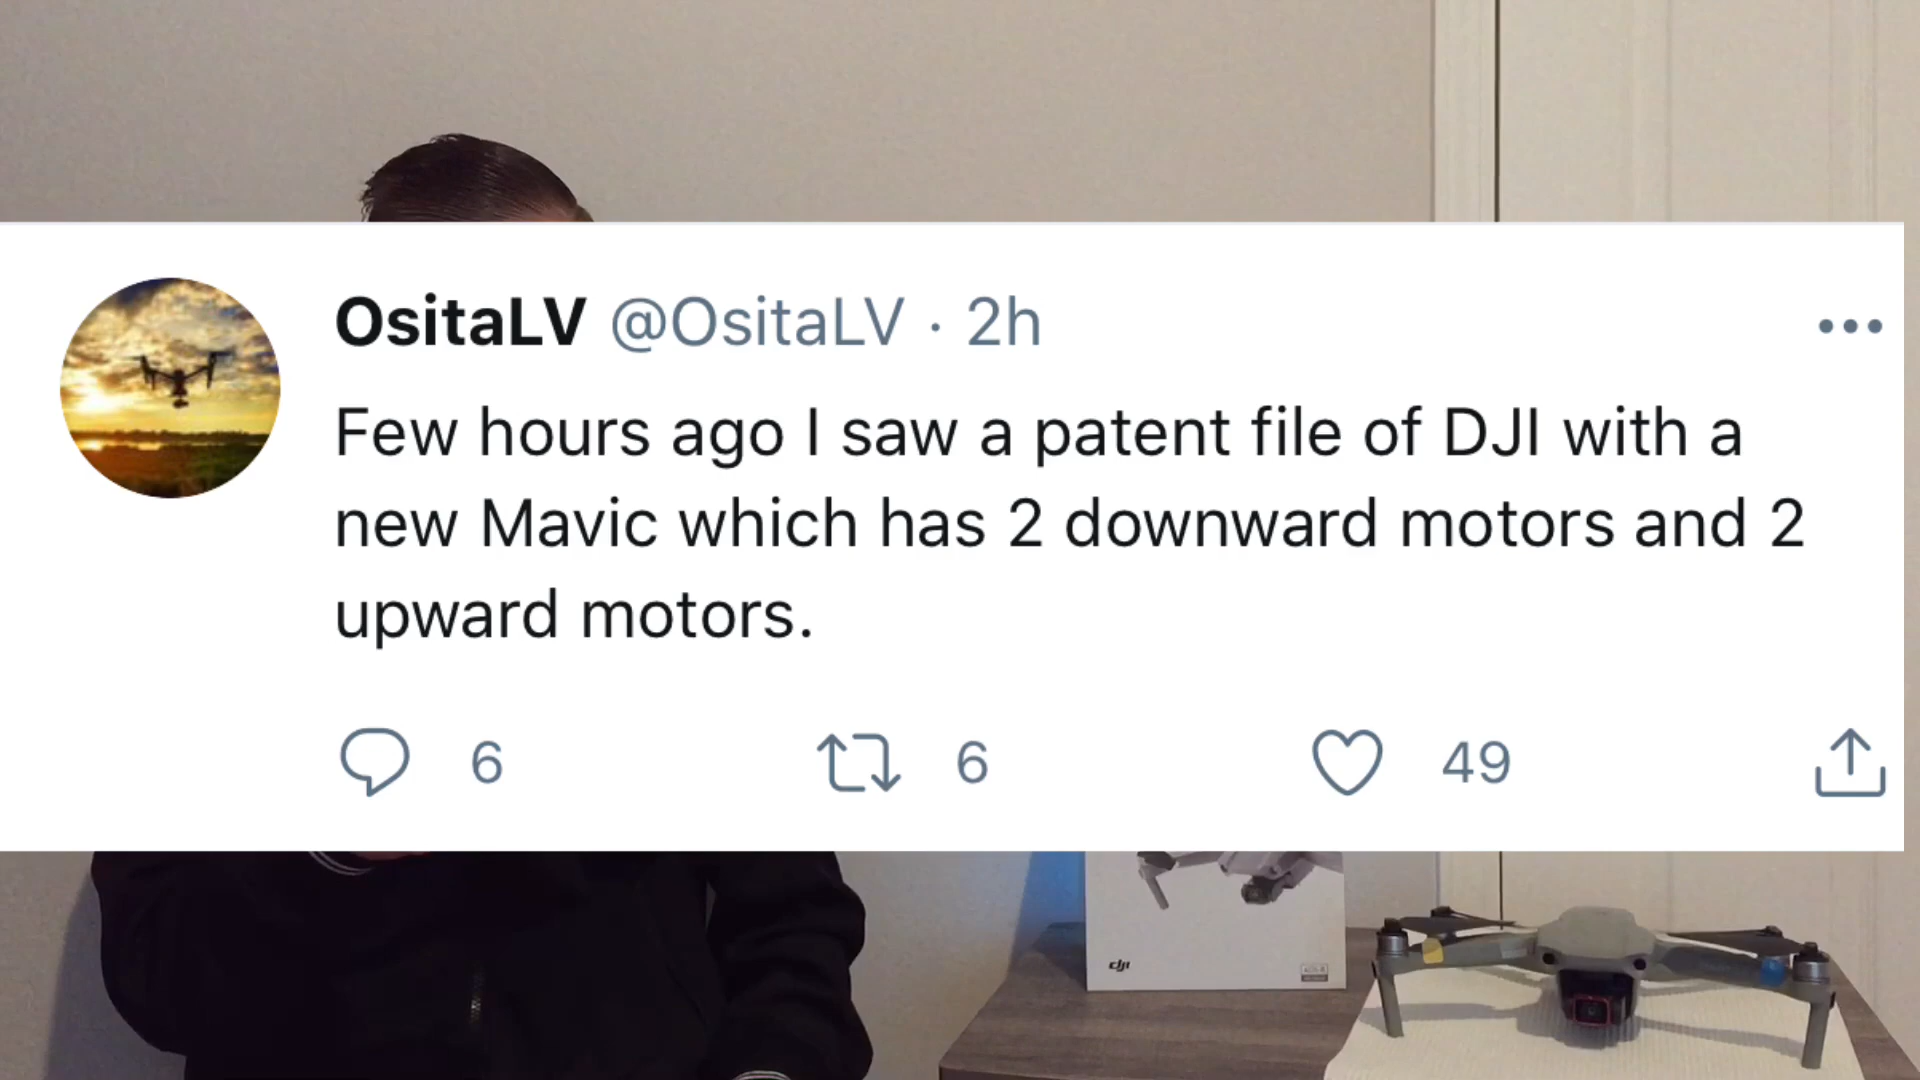 OsitaLV @OsitaLV · 2h
Few hours ago I saw a patent file of DJI with a
new Mavic which has 2 downward motors and 2
upward motors.
6 6 49
dji